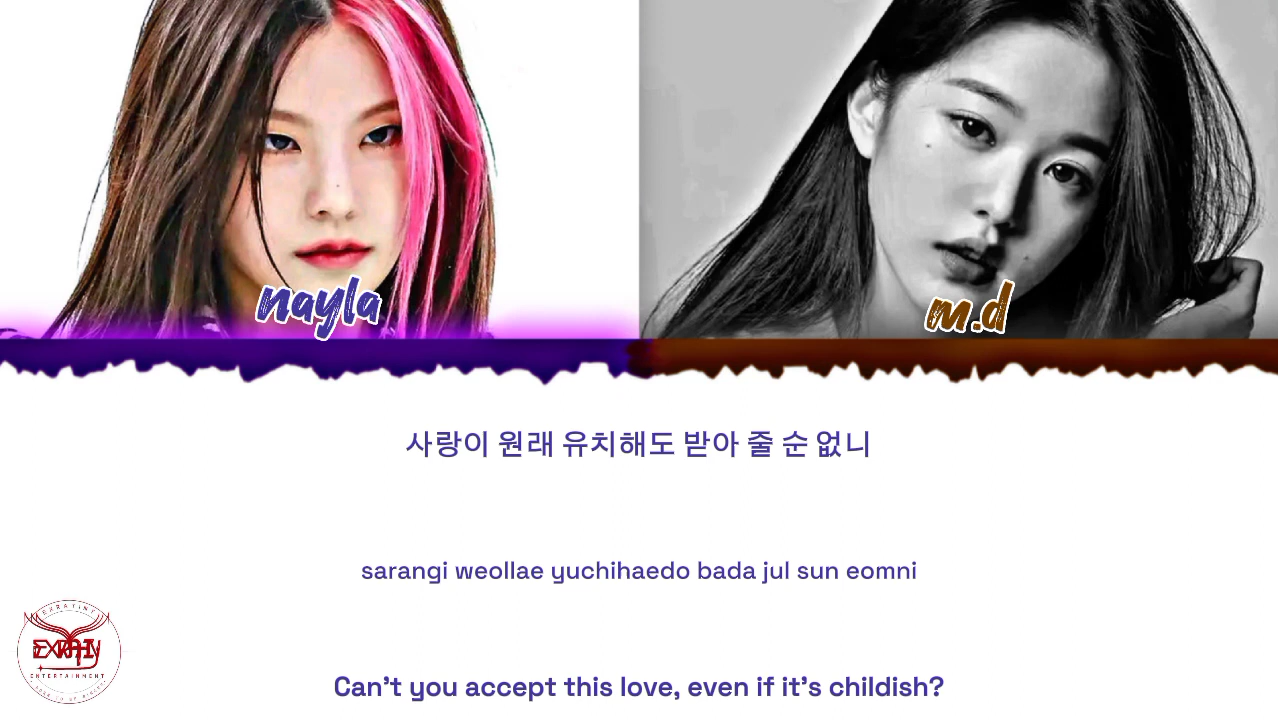 nayla
m.d
사랑이 원래 유치해도 받아 줄 순 없니
sarangi weollae yuchihaedo bada jul sun eomni
Can't you accept this love, even if it's childish?
ENTERTAINMENT